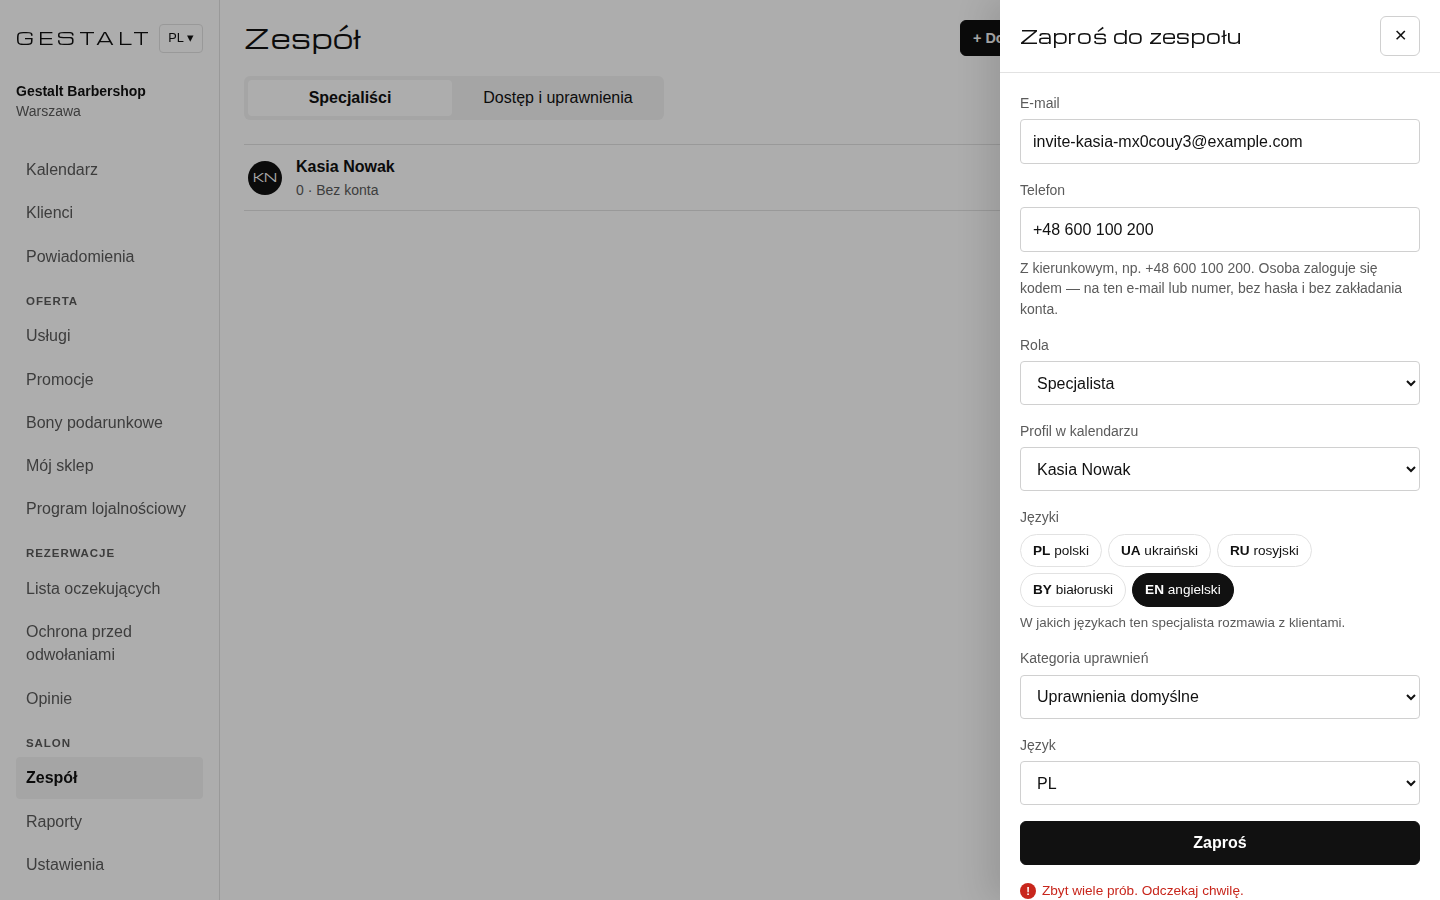 GESTALT
PL ▾
Gestalt Barbershop
Warszawa
Kalendarz
Klienci
Powiadomienia
OFERTA
Usługi
Promocje
Bony podarunkowe
Mój sklep
Program lojalnościowy
REZERWACJE
Lista oczekujących
Ochrona przed
odwołaniami
Opinie
SALON
Zespół
Raporty
Ustawienia
Zespół
Specjaliści
Dostęp i uprawnienia
KN
Kasia Nowak
0 · Bez konta
Zaproś do zespołu
✕
E-mail
invite-kasia-mx0couy3@example.com
Telefon
+48 600 100 200
Z kierunkowym, np. +48 600 100 200. Osoba zaloguje się
kodem — na ten e-mail lub numer, bez hasła i bez zakładania
konta.
Rola
Specjalista
Profil w kalendarzu
Kasia Nowak
Języki
PL polski
UA ukraiński
RU rosyjski
BY białoruski
EN angielski
W jakich językach ten specjalista rozmawia z klientami.
Kategoria uprawnień
Uprawnienia domyślne
Język
PL
Zaproś
! Zbyt wiele prób. Odczekaj chwilę.